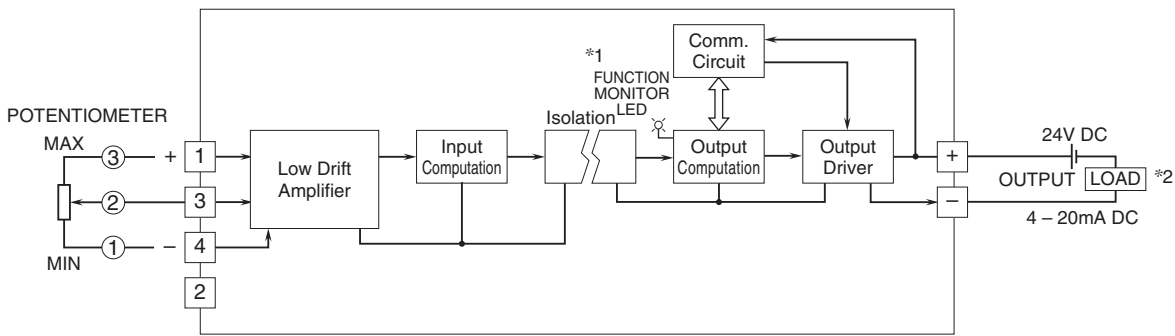 Comm.
Circuit
*1
FUNCTION
MONITOR
LED
POTENTIOMETER
MAX
3
+
1
Low Drift
Amplifier
Input
Computation
Isolation
Output
Computation
Output
Driver
+
24V DC
OUTPUT
LOAD
*2
2
3
−
4 – 20mA DC
1
–
4
MIN
2